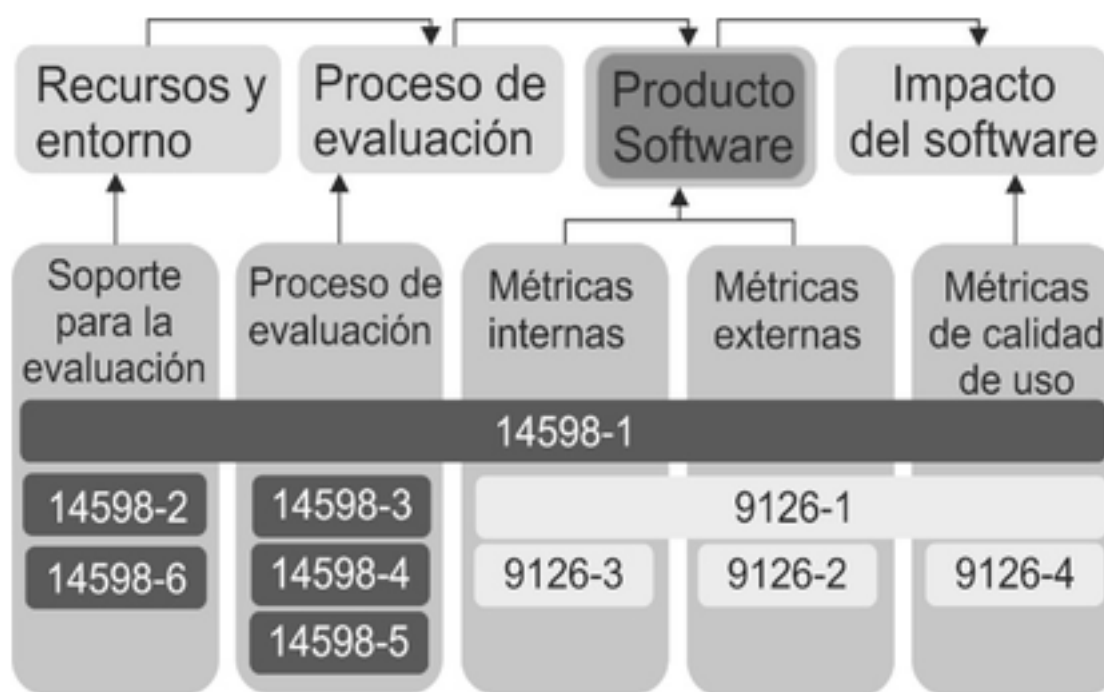 Recursos y
entorno
Proceso de
evaluación
Producto
Software
Impacto
del software
Soporte
para la
evaluación
Proceso de
evaluación
Métricas
internas
Métricas
externas
Métricas
de calidad
de uso
14598-1
14598-2
14598-6
14598-3
14598-4
14598-5
9126-1
9126-3
9126-2
9126-4